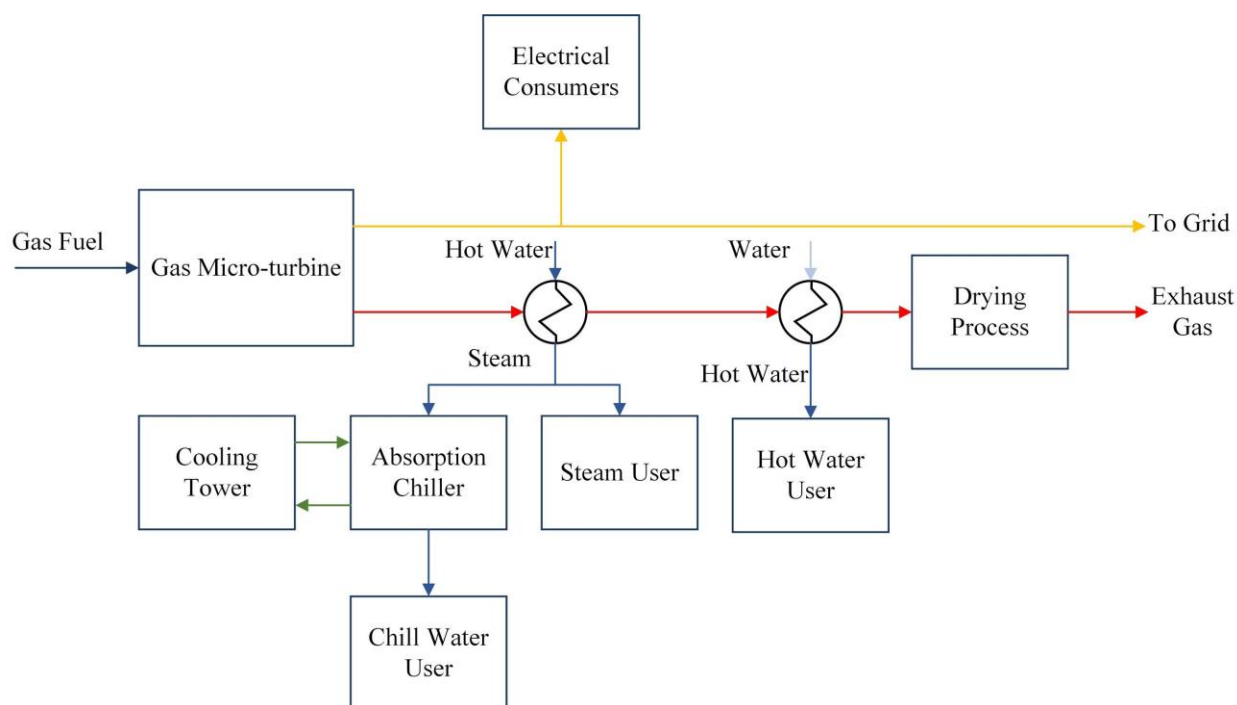 Electrical
Consumers
Gas Fuel
Gas Micro-turbine
To Grid
Hot Water
Water
Drying
Process
Exhaust
Gas
Steam
Hot Water
Cooling
Tower
Absorption
Chiller
Steam User
Hot Water
User
Chill Water
User